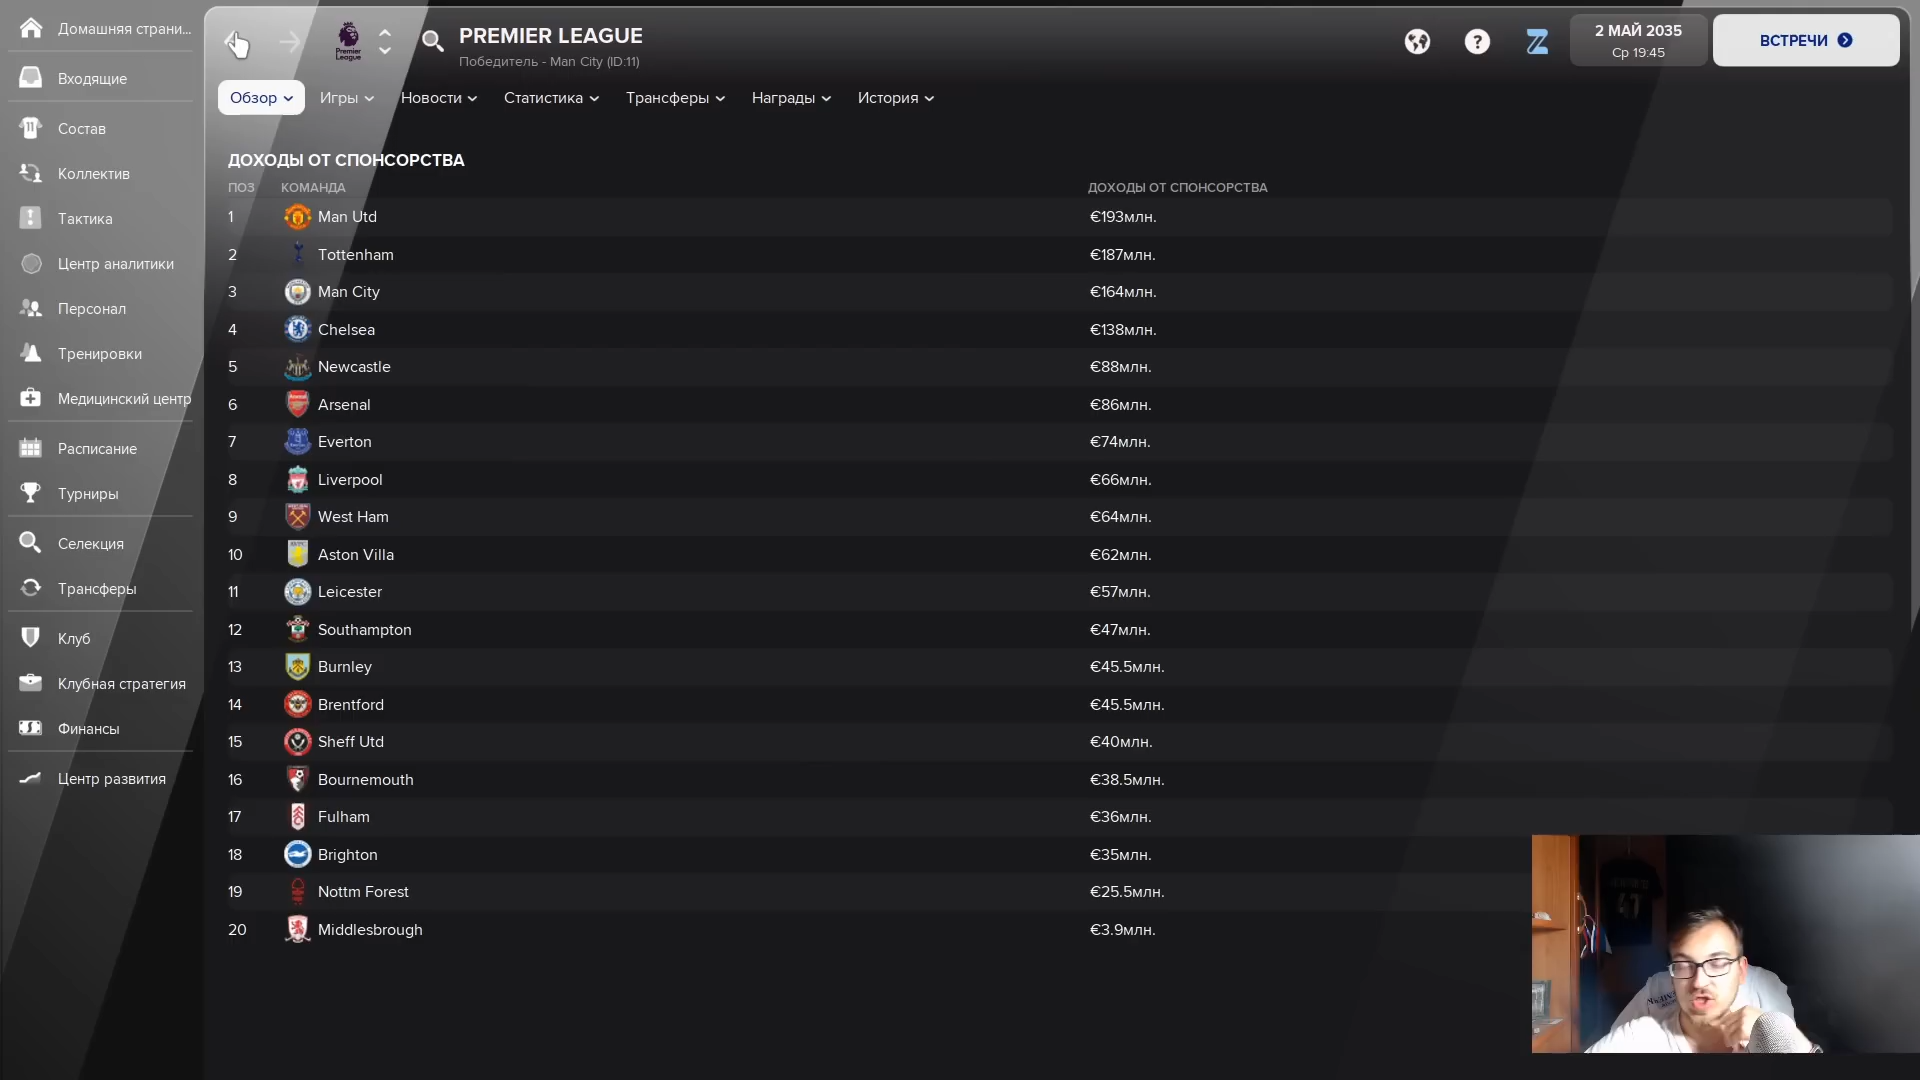 Домашняя страни...
Входящие
Состав
Коллектив
Тактика
Центр аналитики
Персонал
Тренировки
Медицинский центр
Расписание
Турниры
Селекция
Трансферы
Клуб
Клубная стратегия
Финансы
Центр развития
Premier League
PREMIER LEAGUE
Победитель - Man City (ID:11)
2 МАЙ 2035
Ср 19:45
ВСТРЕЧИ
Обзор Игры Новости Статистика Трансферы Награды История
ДОХОДЫ ОТ СПОНСОРСТВА
ПОЗ КОМАНДА ДОХОДЫ ОТ СПОНСОРСТВА
1 Man Utd €193млн.
2 Tottenham €187млн.
3 Man City €164млн.
4 Chelsea €138млн.
5 Newcastle €88млн.
6 Arsenal €86млн.
7 Everton €74млн.
8 Liverpool €66млн.
9 West Ham €64млн.
10 Aston Villa €62млн.
11 Leicester €57млн.
12 Southampton €47млн.
13 Burnley €45.5млн.
14 Brentford €45.5млн.
15 Sheff Utd €40млн.
16 Bournemouth €38.5млн.
17 Fulham €36млн.
18 Brighton €35млн.
19 Nottm Forest €25.5млн.
20 Middlesbrough €3.9млн.